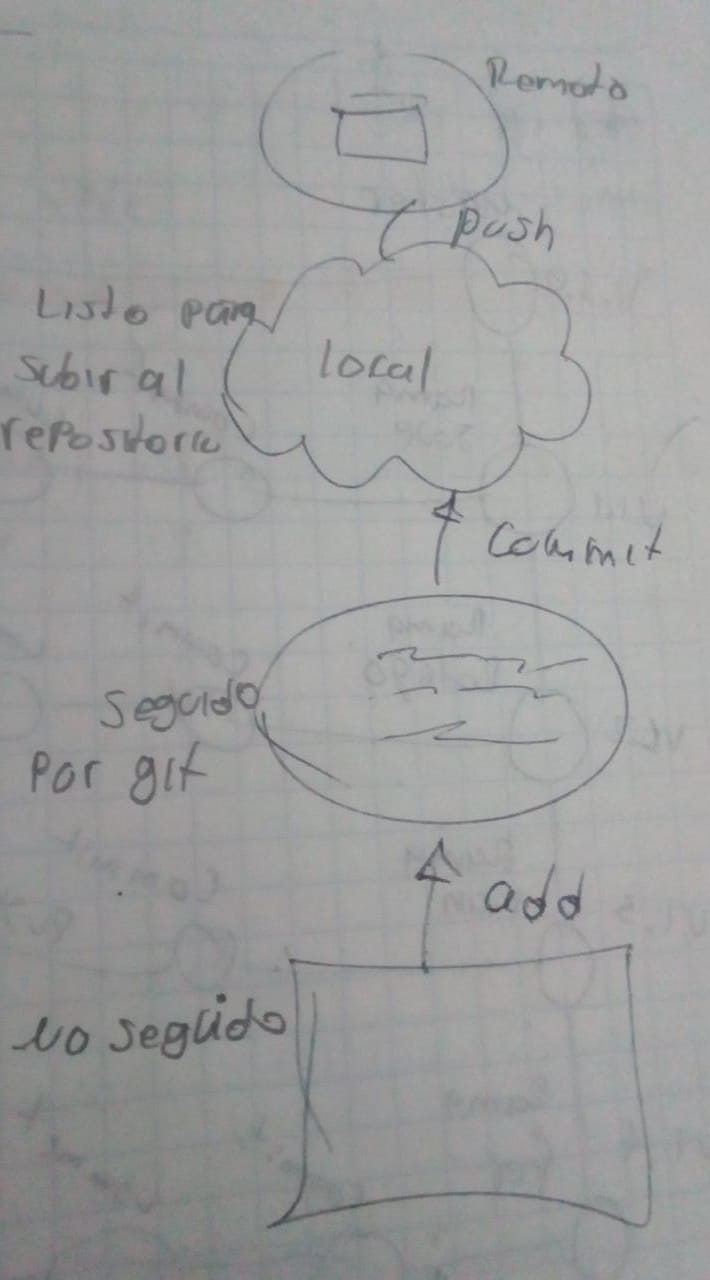 Remoto
push
Listo para
subir al
repositorio
local
Commit
Seguido
Por git
add
No seguido